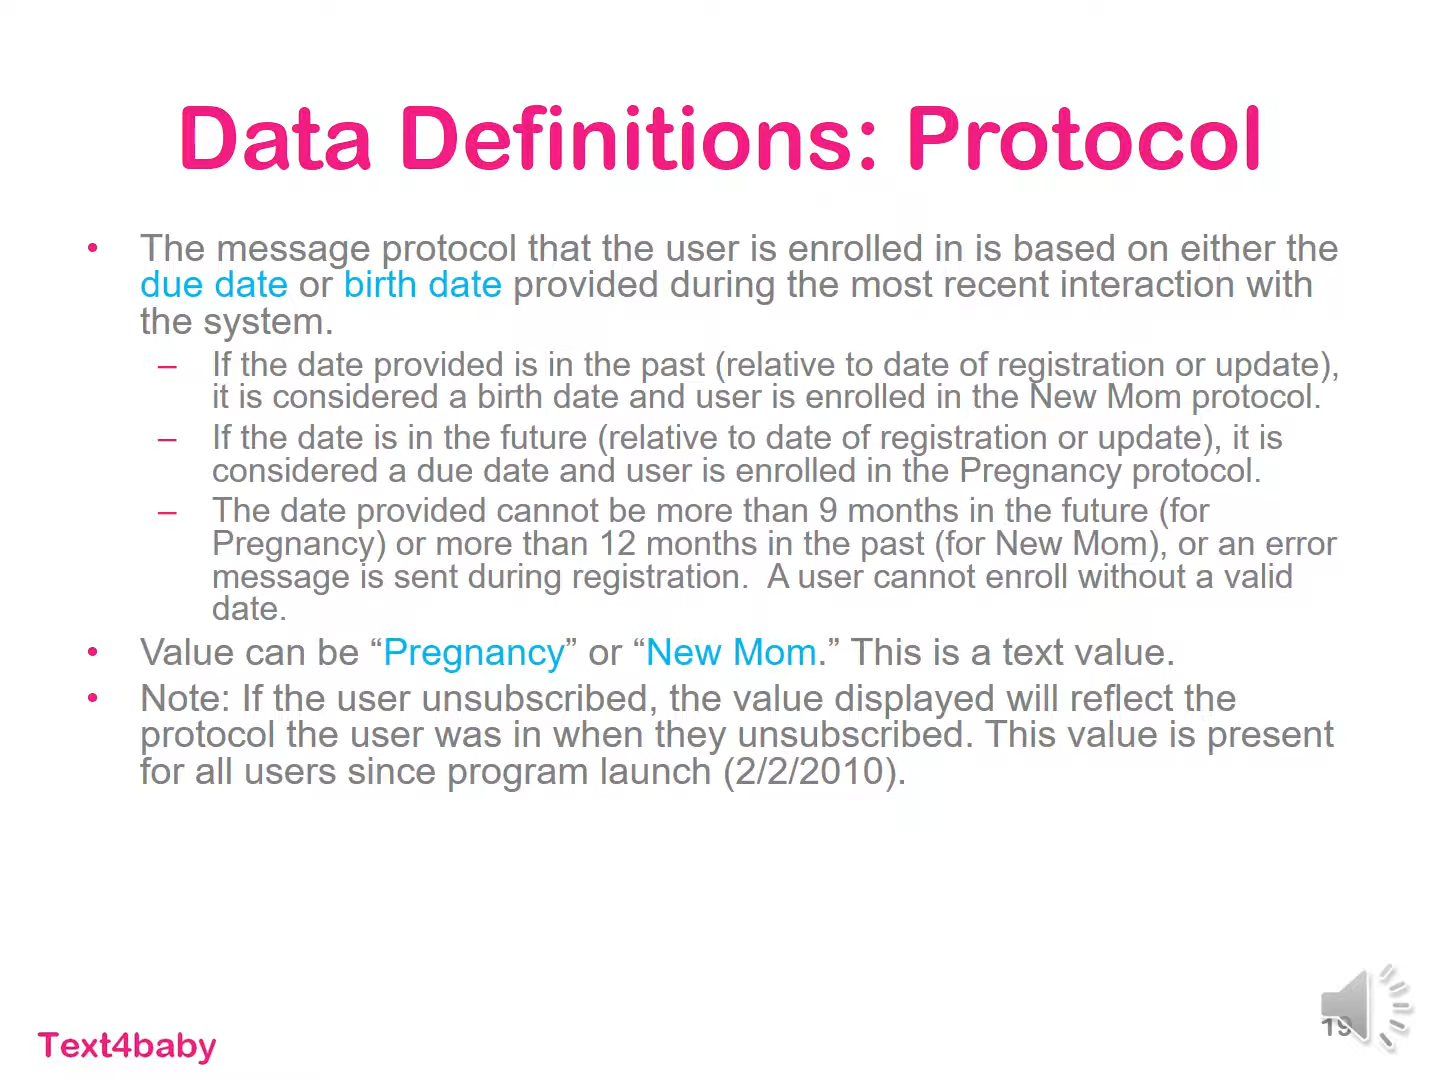 Data Definitions: Protocol
• The message protocol that the user is enrolled in is based on either the
due date or birth date provided during the most recent interaction with
the system.
– If the date provided is in the past (relative to date of registration or update),
it is considered a birth date and user is enrolled in the New Mom protocol.
– If the date is in the future (relative to date of registration or update), it is
considered a due date and user is enrolled in the Pregnancy protocol.
– The date provided cannot be more than 9 months in the future (for
Pregnancy) or more than 12 months in the past (for New Mom), or an error
message is sent during registration.  A user cannot enroll without a valid
date.
• Value can be “Pregnancy” or “New Mom.” This is a text value.
• Note: If the user unsubscribed, the value displayed will reflect the
protocol the user was in when they unsubscribed. This value is present
for all users since program launch (2/2/2010).
Text4baby
19